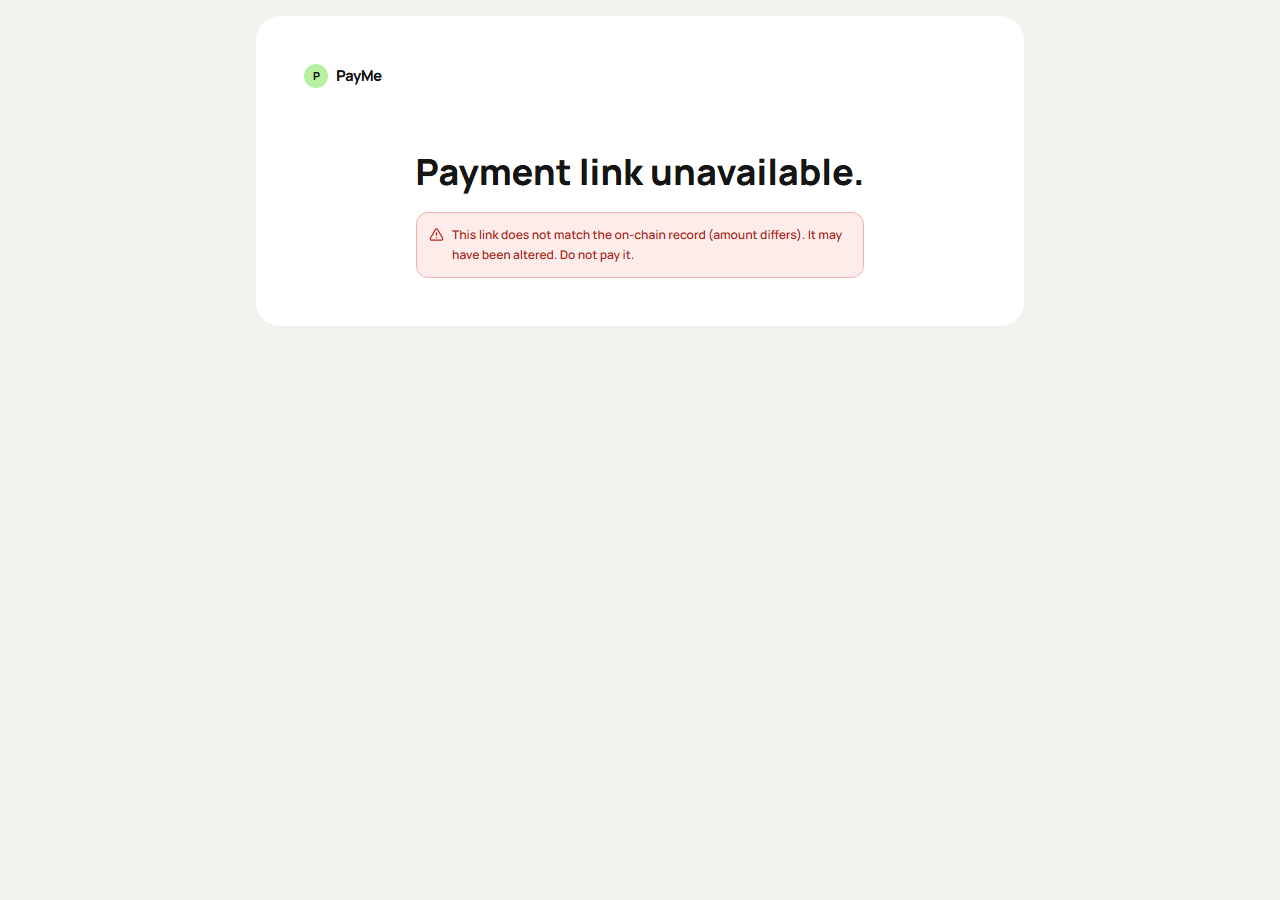 P PayMe
Payment link unavailable.
This link does not match the on-chain record (amount differs). It may
have been altered. Do not pay it.